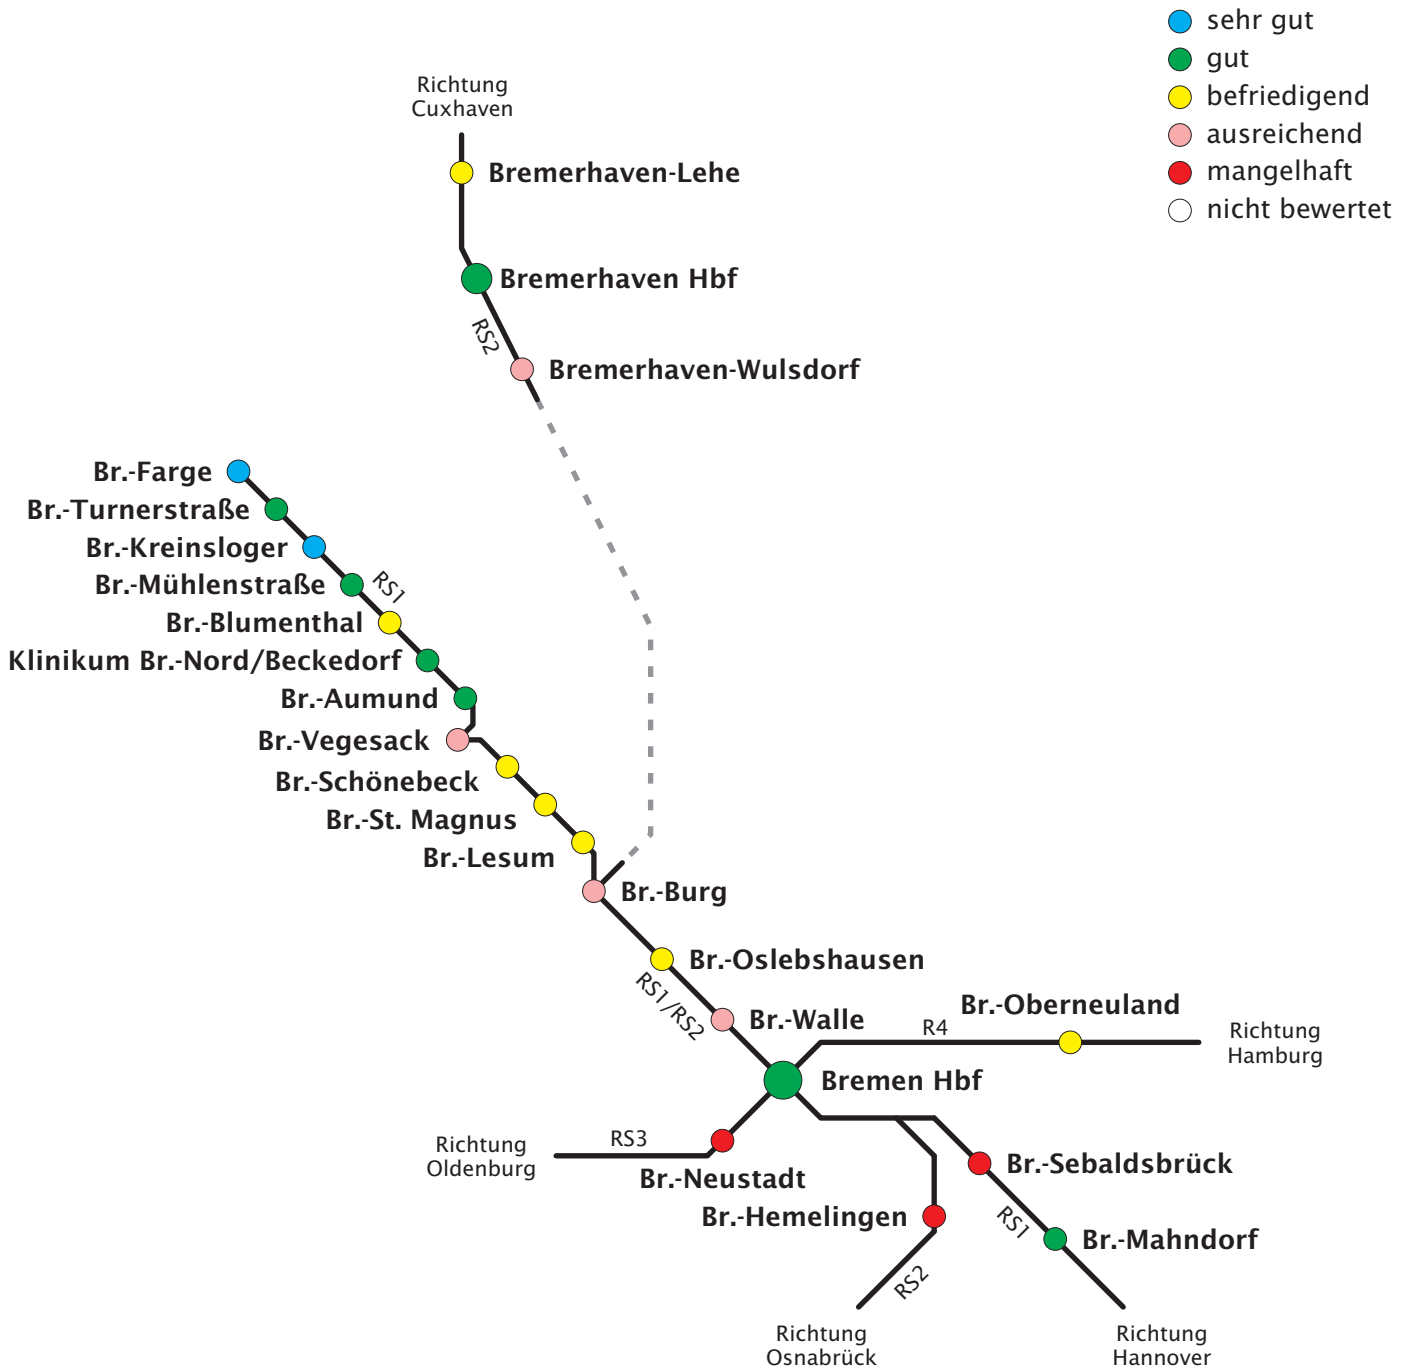 sehr gut
gut
befriedigend
ausreichend
mangelhaft
nicht bewertet
Richtung
Cuxhaven
Bremerhaven-Lehe
Bremerhaven Hbf
RS2
Bremerhaven-Wulsdorf
Br.-Farge
Br.-Turnerstraße
Br.-Kreinsloger
Br.-Mühlenstraße
RS1
Br.-Blumenthal
Klinikum Br.-Nord/Beckedorf
Br.-Aumund
Br.-Vegesack
Br.-Schönebeck
Br.-St. Magnus
Br.-Lesum
Br.-Burg
Br.-Oslebshausen
RS1/RS2
Br.-Walle
Br.-Oberneuland
R4
Richtung
Hamburg
Bremen Hbf
RS3
Richtung
Oldenburg
Br.-Neustadt
Br.-Sebaldsbrück
Br.-Hemelingen
RS1
Br.-Mahndorf
RS2
Richtung
Osnabrück
Richtung
Hannover